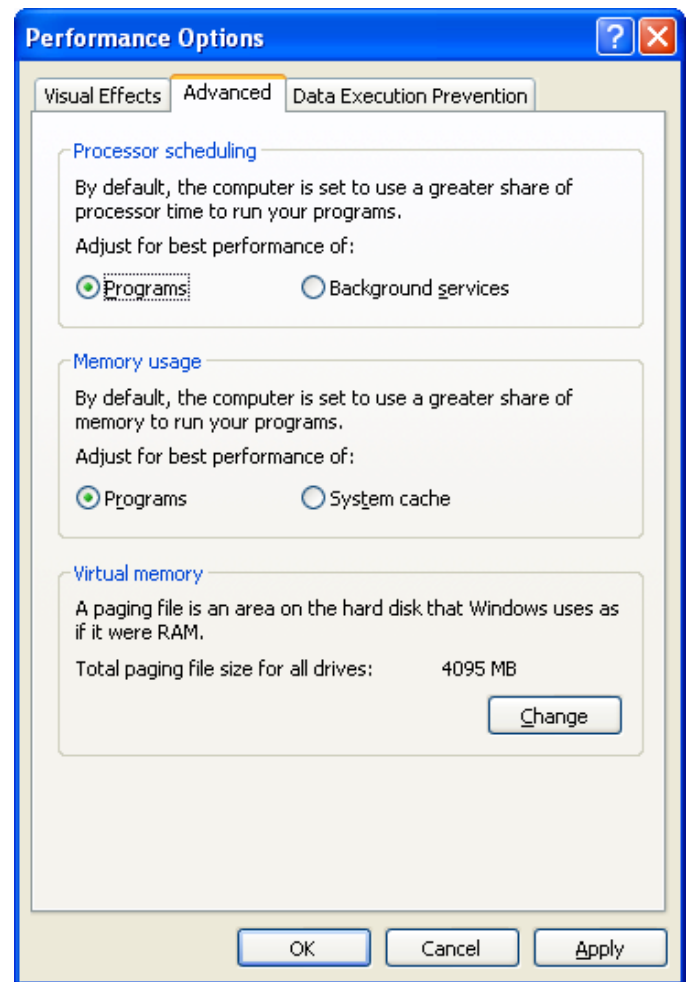 Performance Options
Visual Effects
Advanced
Data Execution Prevention
Processor scheduling
By default, the computer is set to use a greater share of
processor time to run your programs.
Adjust for best performance of:
Programs
Background services
Memory usage
By default, the computer is set to use a greater share of
memory to run your programs.
Adjust for best performance of:
Programs
System cache
Virtual memory
A paging file is an area on the hard disk that Windows uses as
if it were RAM.
Total paging file size for all drives: 4095 MB
Change
OK
Cancel
Apply